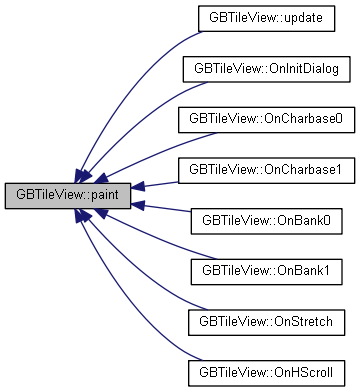 GBTileView::update
GBTileView::OnInitDialog
GBTileView::OnCharbase0
GBTileView::OnCharbase1
GBTileView::paint
GBTileView::OnBank0
GBTileView::OnBank1
GBTileView::OnStretch
GBTileView::OnHScroll